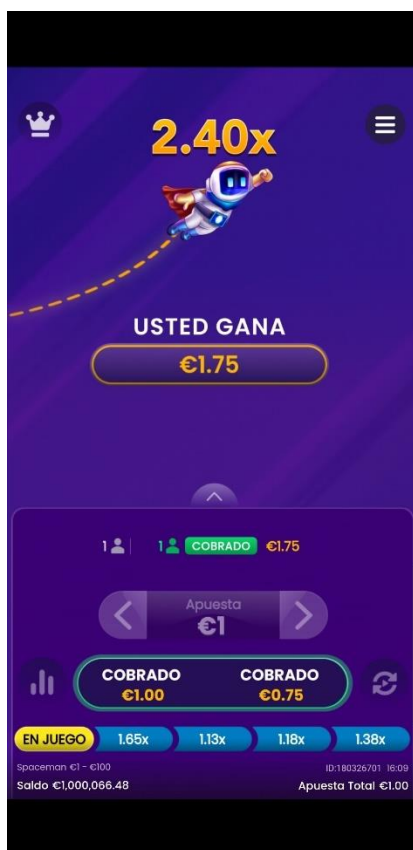 2.40x
USTED GANA
€1.75
1 1 COBRADO €1.75
Apuesta
€1
COBRADO COBRADO
€1.00 €0.75
EN JUEGO 1.65x 1.13x 1.18x 1.38x
Spaceman €1 - €100 ID:180326701 16:09
Saldo €1,000,066.48 Apuesta Total €1.00